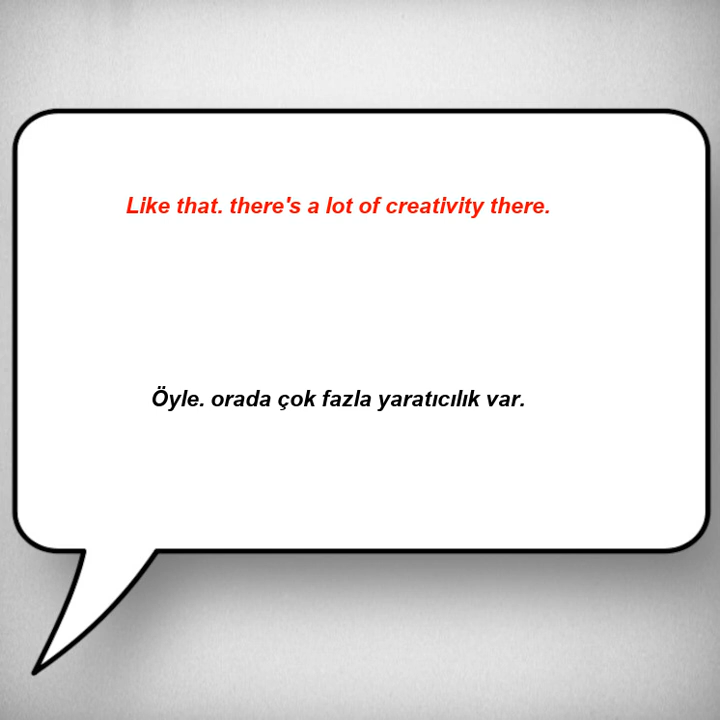 Like that. there's a lot of creativity there.
Öyle. orada çok fazla yaratıcılık var.